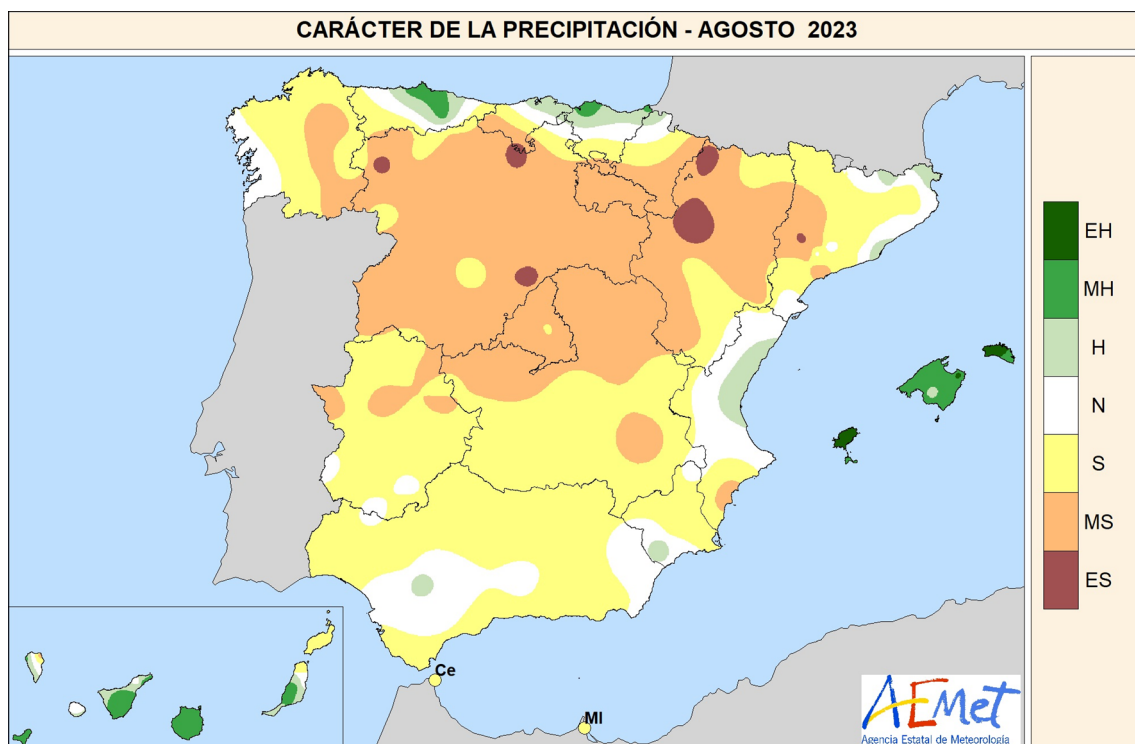 CARÁCTER DE LA PRECIPITACIÓN - AGOSTO 2023
EH
MH
H
N
S
MS
ES
Ce
Ml
AEMet
Agencia Estatal de Meteorología